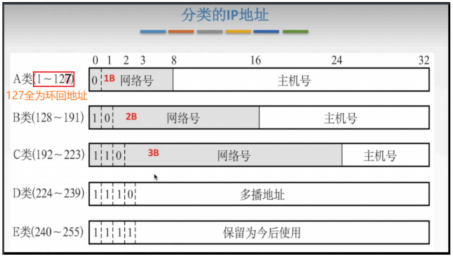 分类的IP地址
0 1 2 3 8 16 24 32
A类(1～127) 0 1B 网络号 主机号
127全为环回地址
B类(128～191) 1 0 2B 网络号 主机号
C类(192～223) 1 1 0 3B 网络号 主机号
D类(224～239) 1 1 1 0 多播地址
E类(240～255) 1 1 1 1 保留为今后使用